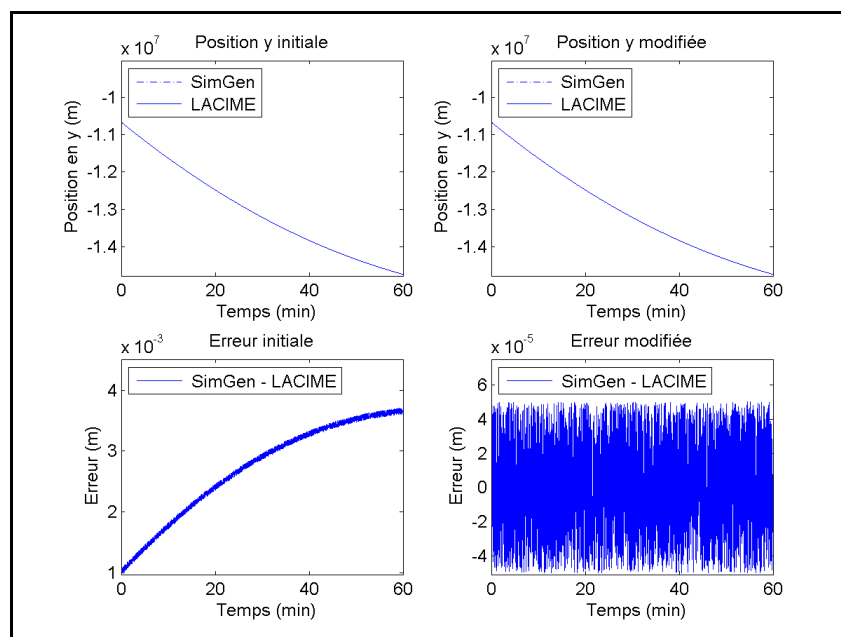 x 10⁷
Position y initiale
SimGen
LACIME
Position en y (m)
-1
-1.1
-1.2
-1.3
-1.4
0
20
40
60
Temps (min)
x 10⁷
Position y modifiée
SimGen
LACIME
Position en y (m)
-1
-1.1
-1.2
-1.3
-1.4
0
20
40
60
Temps (min)
x 10⁻³
Erreur initiale
SimGen - LACIME
Erreur (m)
4
3
2
1
0
20
40
60
Temps (min)
x 10⁻⁵
Erreur modifiée
SimGen - LACIME
Erreur (m)
6
4
2
0
-2
-4
0
20
40
60
Temps (min)